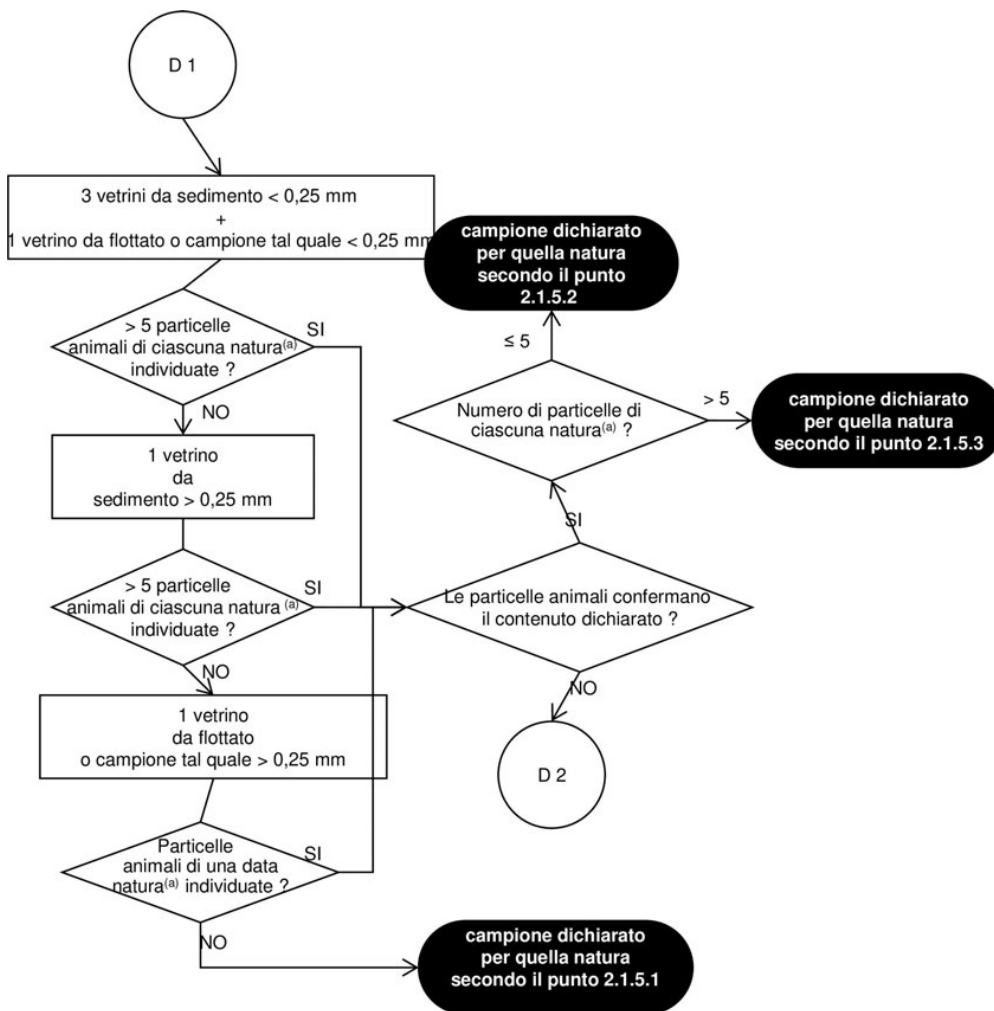 D 1
3 vetrini da sedimento < 0,25 mm
+
1 vetrino da flottato o campione tal quale < 0,25 mm
campione dichiarato
per quella natura
secondo il punto
2.1.5.2
> 5 particelle
animali di ciascuna natura(a)
individuate ?
SI
≤ 5
NO
Numero di particelle di
ciascuna natura(a) ?
> 5
campione dichiarato
per quella natura
secondo il punto 2.1.5.3
1 vetrino
da
sedimento > 0,25 mm
SI
> 5 particelle
animali di ciascuna natura (a)
individuate ?
SI
Le particelle animali confermano
il contenuto dichiarato ?
NO
NO
1 vetrino
da flottato
o campione tal quale > 0,25 mm
D 2
Particelle
animali di una data
natura(a) individuate ?
SI
NO
campione dichiarato
per quella natura
secondo il punto 2.1.5.1